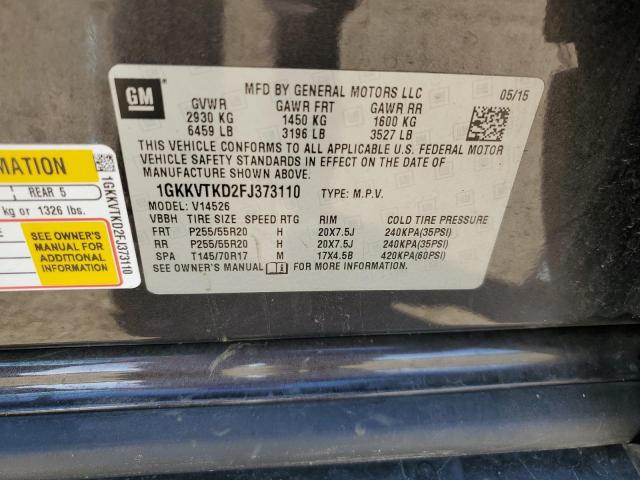 GM
MFD BY GENERAL MOTORS LLC
05/15
GVWR GAWR FRT GAWR RR
2930 KG 1450 KG 1600 KG
6459 LB 3196 LB 3527 LB
THIS VEHICLE CONFORMS TO ALL APPLICABLE U.S. FEDERAL MOTOR
VEHICLE SAFETY STANDARDS IN EFFECT ON THE DATE OF
MANUFACTURE SHOWN ABOVE.
1GKKVTKD2FJ373110 TYPE: M.P.V.
MODEL: V14526
VBBH TIRE SIZE SPEED RTG RIM COLD TIRE PRESSURE
FRT P255/55R20 H 20X7.5J 240KPA(35PSI)
RR P255/55R20 H 20X7.5J 240KPA(35PSI)
SPA T145/70R17 M 17X4.5B 420KPA(60PSI)
SEE OWNER'S MANUAL FOR MORE INFORMATION
RMATION
REAR 5
kg or 1326 lbs.
SEE OWNER'S
MANUAL FOR
ADDITIONAL
INFORMATION
1GKKVTKD2FJ373110